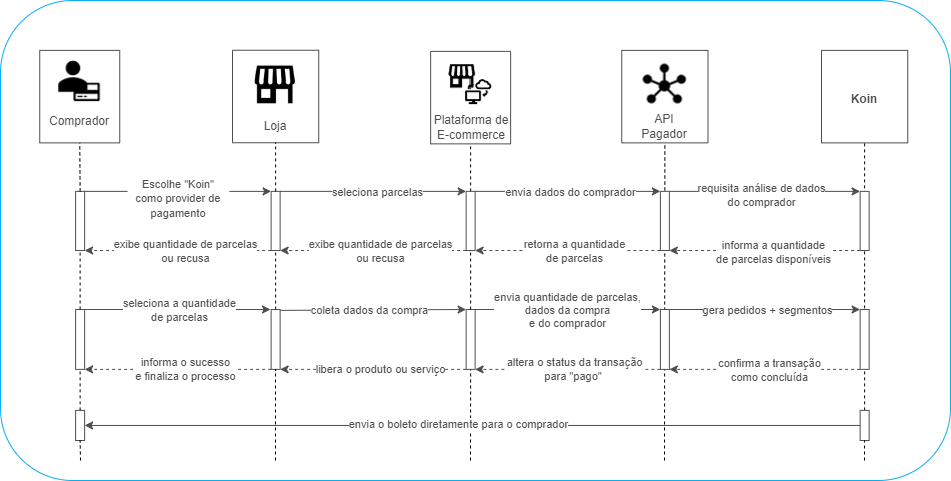 Comprador
Loja
Plataforma de
E-commerce
API
Pagador
Koin
Escolhe "Koin"
como provider de
pagamento
seleciona parcelas
envia dados do comprador
requisita análise de dados
do comprador
exibe quantidade de parcelas
ou recusa
exibe quantidade de parcelas
ou recusa
retorna a quantidade
de parcelas
informa a quantidade
de parcelas disponíveis
seleciona a quantidade
de parcelas
coleta dados da compra
envia quantidade de parcelas,
dados da compra
e do comprador
gera pedidos + segmentos
informa o sucesso
e finaliza o processo
libera o produto ou serviço
altera o status da transação
para "pago"
confirma a transação
como concluída
envia o boleto diretamente para o comprador